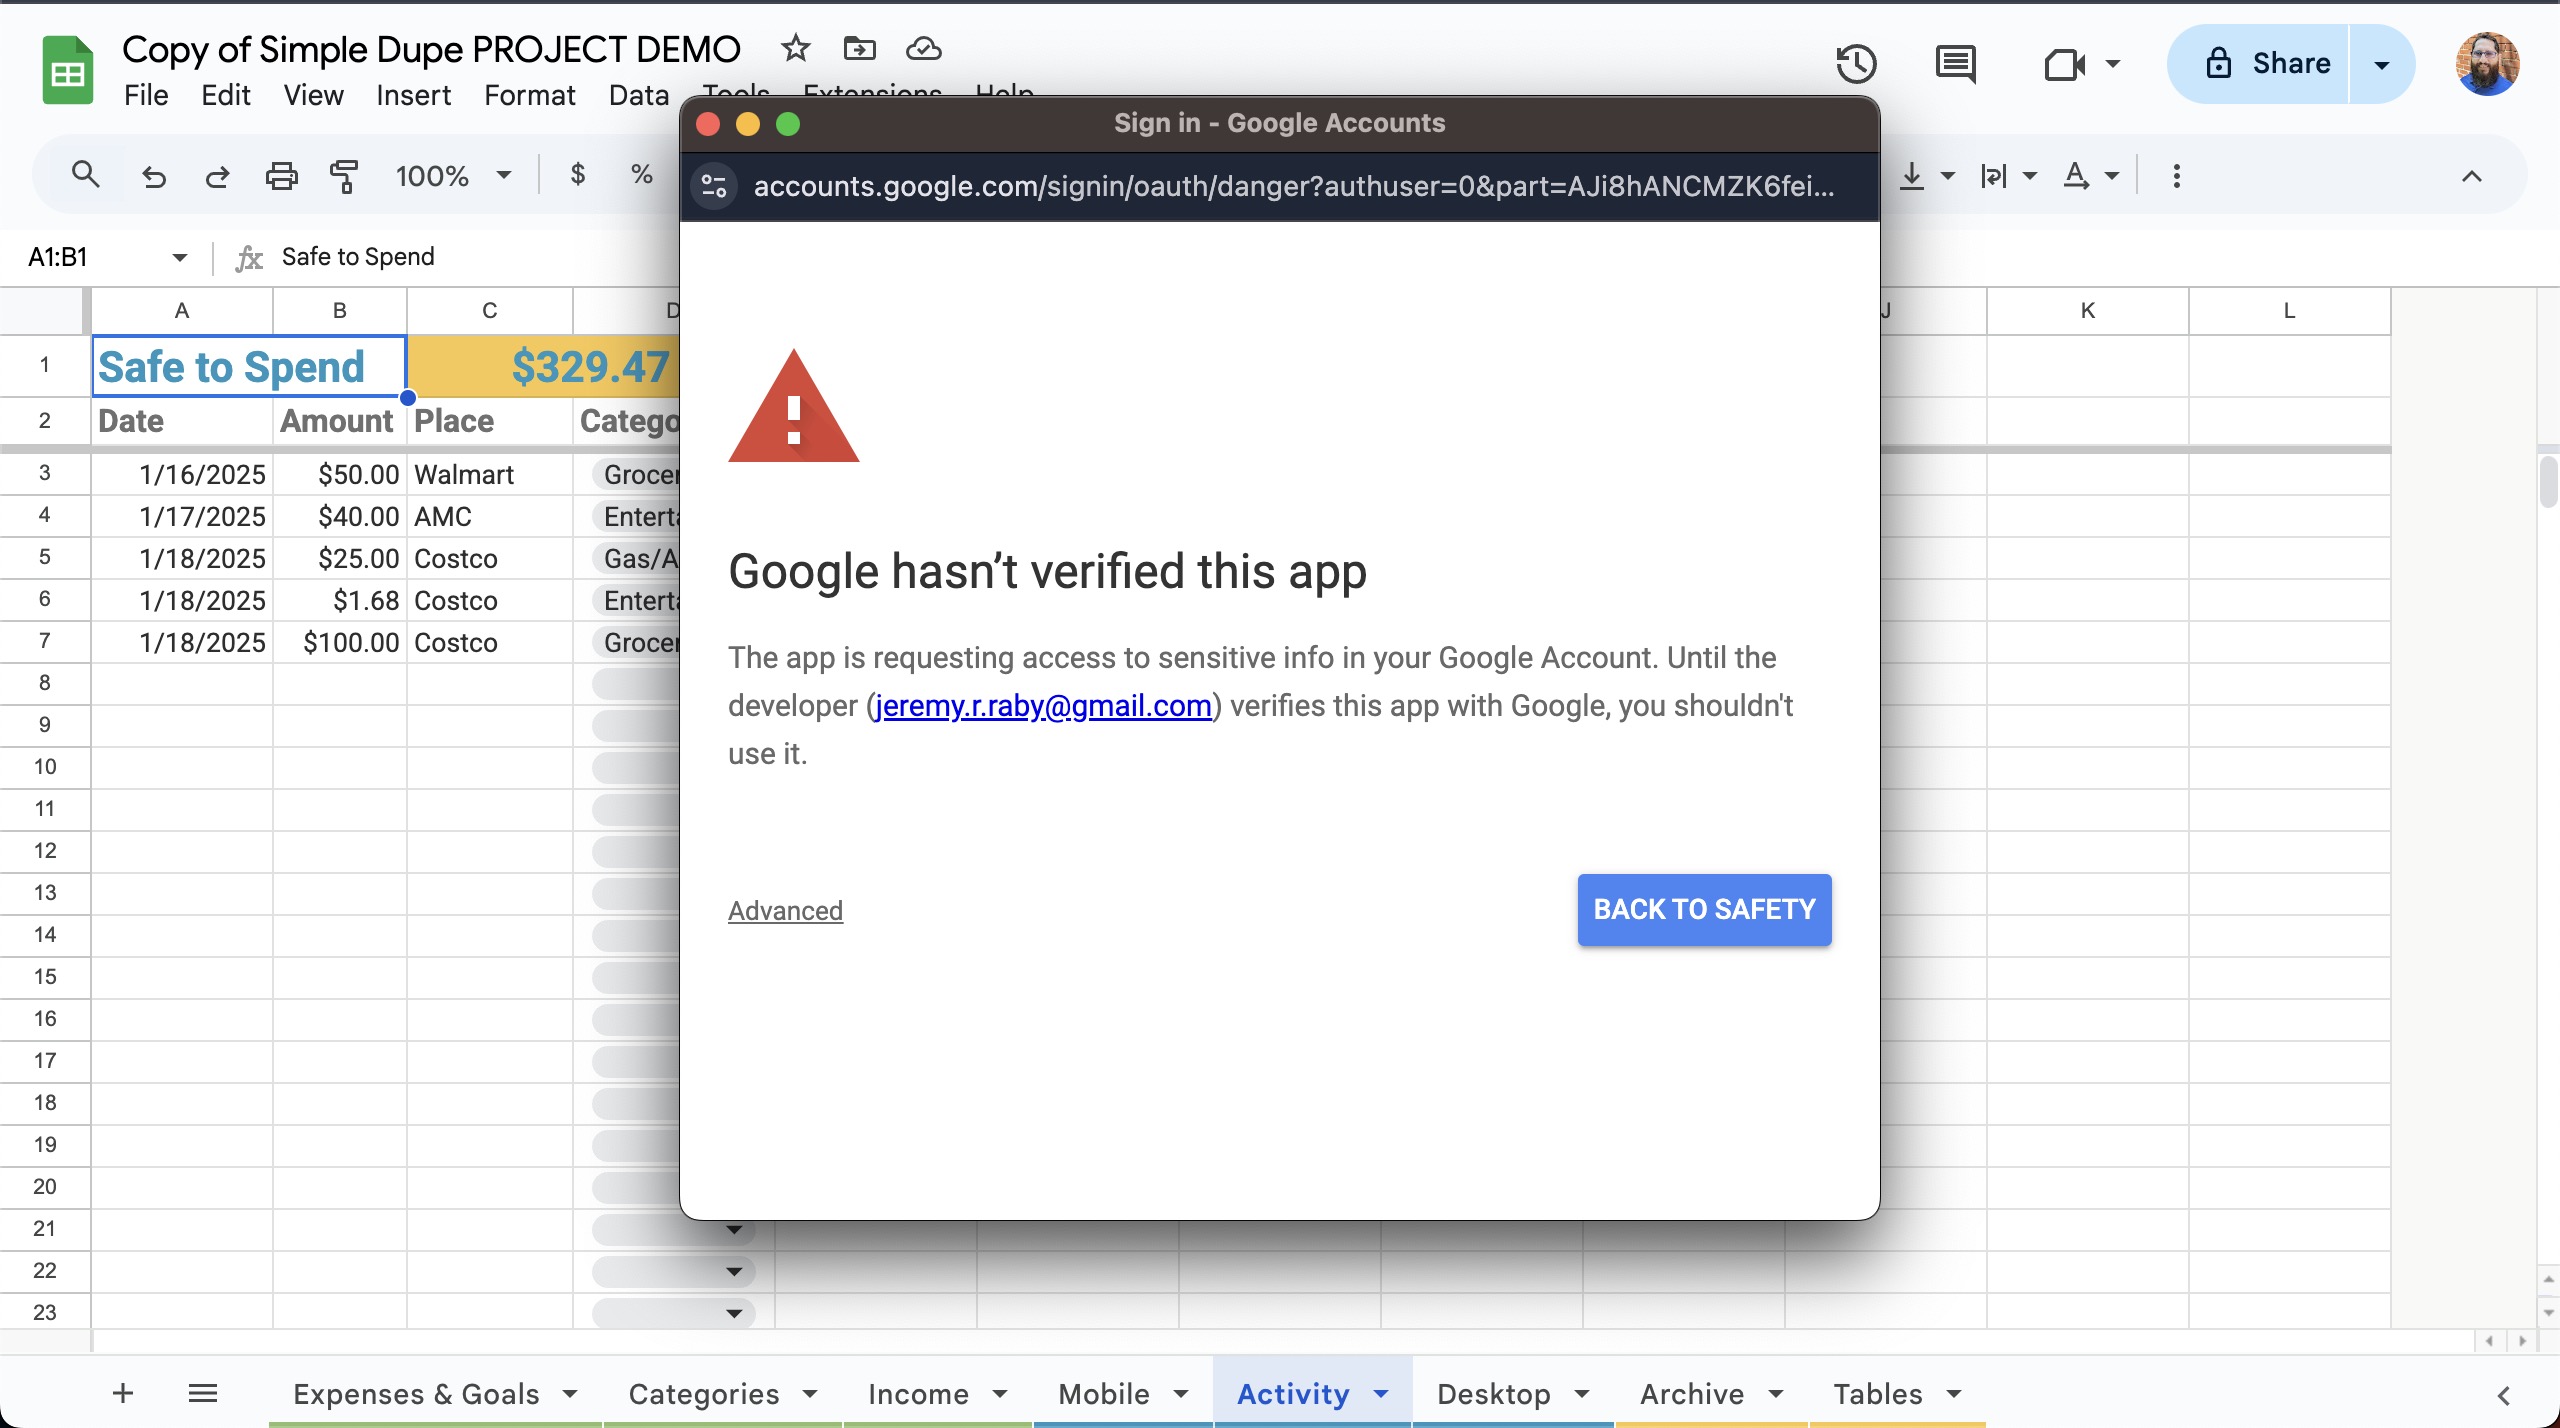 Copy of Simple Dupe PROJECT DEMO
File Edit View Insert Format Data Tools Extensions Help
Share
100% $ %
Sign in - Google Accounts
accounts.google.com/signin/oauth/danger?authuser=0&part=AJi8hANCMZK6fei...
A1:B1 fx Safe to Spend
A B C D J K L
1 Safe to Spend $329.47
2 Date Amount Place Catego
3 1/16/2025 $50.00 Walmart Grocer
4 1/17/2025 $40.00 AMC Enterta
5 1/18/2025 $25.00 Costco Gas/A
6 1/18/2025 $1.68 Costco Enterta
7 1/18/2025 $100.00 Costco Grocer
8
9
10
11
12
13
14
15
16
17
18
19
20
21
22
23
Google hasn’t verified this app
The app is requesting access to sensitive info in your Google Account. Until the
developer (jeremy.r.raby@gmail.com) verifies this app with Google, you shouldn't
use it.
Advanced
BACK TO SAFETY
Expenses & Goals Categories Income Mobile Activity Desktop Archive Tables